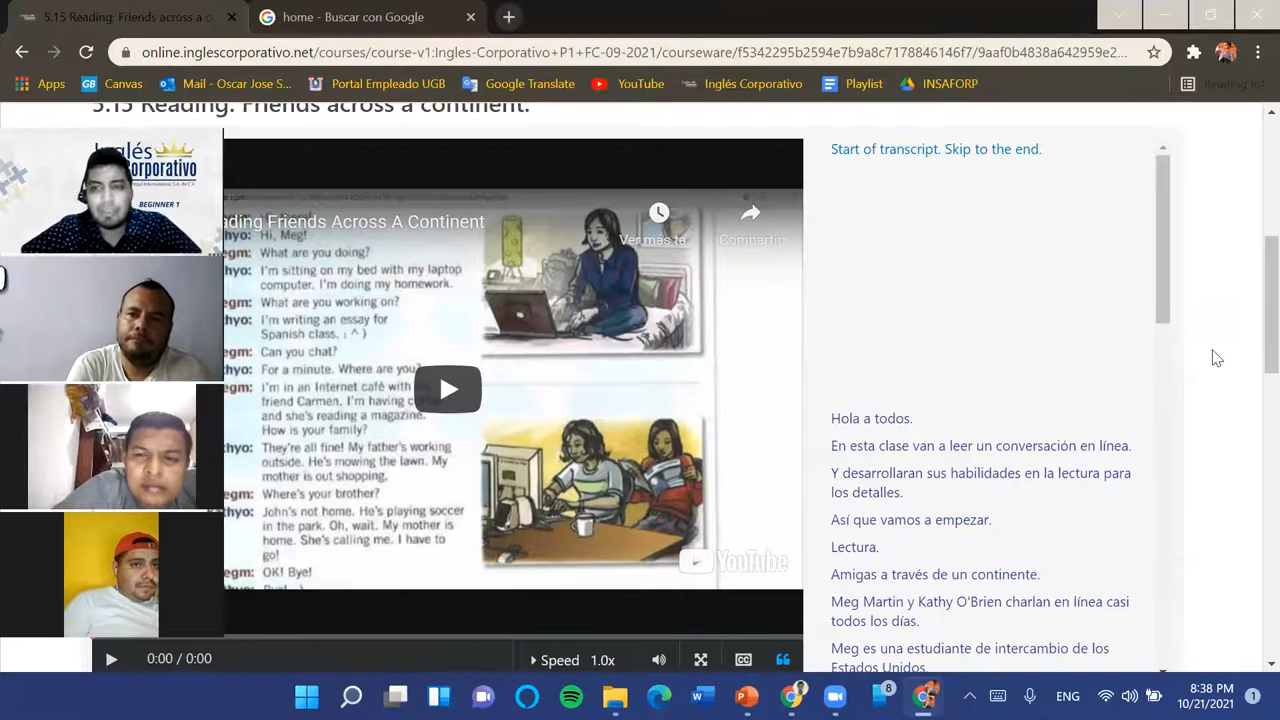 5.15 Reading: Friends across a c
home - Buscar con Google
online.inglescorporativo.net/courses/course-v1:Ingles-Corporativo+P1+FC-09-2021/courseware/f5342295b2594e7b9a8c7178846146f7/9aaf0b4838a642959e2...
Apps
Canvas
Mail - Oscar Jose S...
Portal Empleado UGB
Google Translate
YouTube
Inglés Corporativo
Playlist
INSAFORP
Reading list
5.15 Reading: Friends across a continent.
Inglés
Corporativo
BEGINNER 1
ading Friends Across A Continent
Ver más ta...
Compartir
hyo: Hi, Meg!
egm: What are you doing?
hyo: I'm sitting on my bed with my laptop
computer. I'm doing my homework.
egm: What are you working on?
hyo: I'm writing an essay for
Spanish class. : ^ )
egm: Can you chat?
hyo: For a minute. Where are you?
egm: I'm in an Internet café with
friend Carmen. I'm having
and she's reading a magazine.
How is your family?
hyo: They're all fine! My father's working
outside. He's mowing the lawn. My
mother is out shopping.
egm: Where's your brother?
hyo: John's not home. He's playing soccer
in the park. Oh, wait. My mother is
home. She's calling me. I have to
go!
egm: OK! Bye!
YouTube
0:00 / 0:00
Speed 1.0x
Start of transcript. Skip to the end.
Hola a todos.
En esta clase van a leer un conversación en línea.
Y desarrollaran sus habilidades en la lectura para
los detalles.
Así que vamos a empezar.
Lectura.
Amigas a través de un continente.
Meg Martin y Kathy O'Brien charlan en línea casi
todos los días.
Meg es una estudiante de intercambio de los
Estados Unidos.
8
ENG
8:38 PM
10/21/2021
1